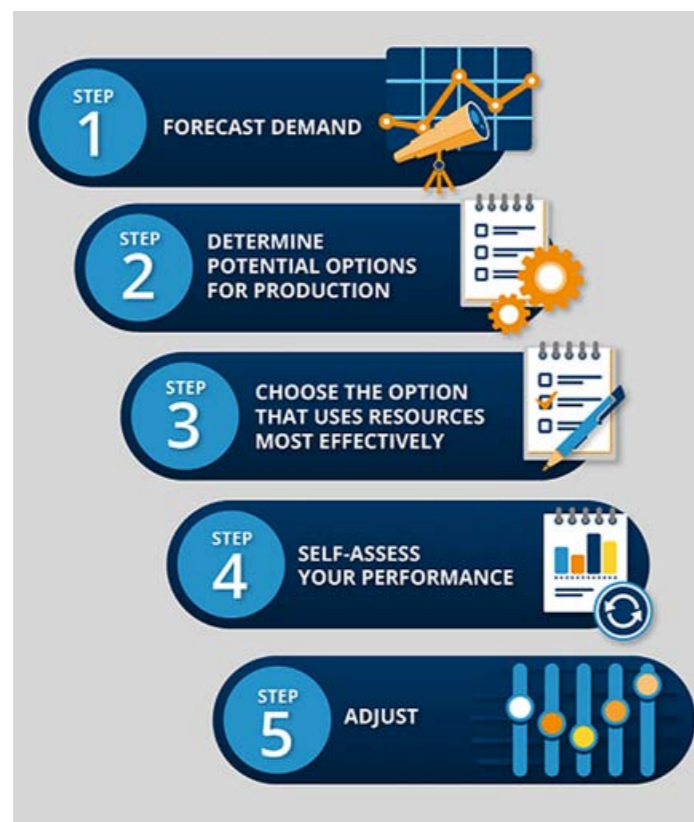 STEP
1
FORECAST DEMAND
STEP
2
DETERMINE
POTENTIAL OPTIONS
FOR PRODUCTION
STEP
3
CHOOSE THE OPTION
THAT USES RESOURCES
MOST EFFECTIVELY
STEP
4
SELF-ASSESS
YOUR PERFORMANCE
STEP
5
ADJUST